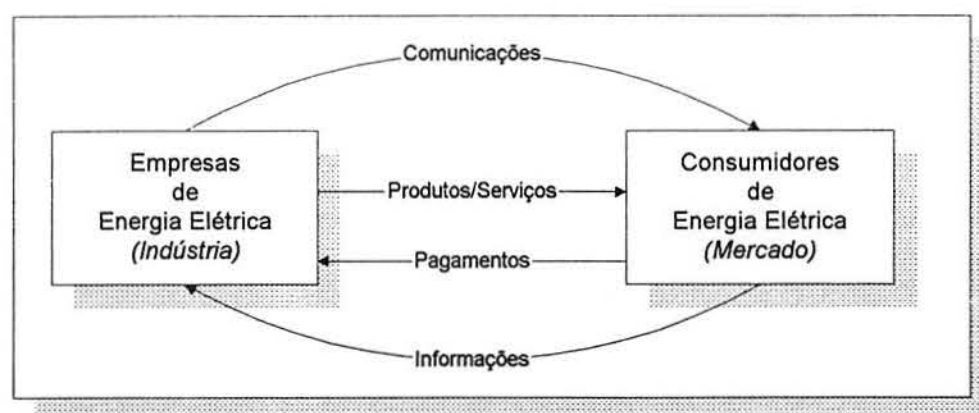 Comunicações
Empresas
de
Energia Elétrica
(Indústria)
Produtos/Serviços
Pagamentos
Consumidores
de
Energia Elétrica
(Mercado)
Informações